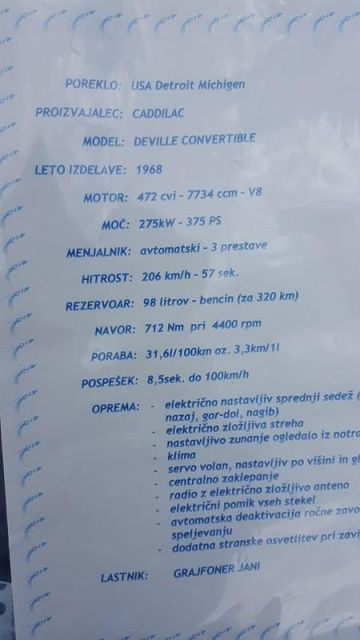 POREKLO: USA Detroit Michigen
PROIZVAJALEC: CADDILAC
MODEL: DEVILLE CONVERTIBLE
LETO IZDELAVE: 1968
MOTOR: 472 cvi - 7734 ccm - V8
MOČ: 275kW - 375 PS
MENJALNIK: avtomatski - 3 prestave
HITROST: 206 km/h - 57 sek.
REZERVOAR: 98 litrov - bencin (za 320 km)
NAVOR: 712 Nm pri 4400 rpm
PORABA: 31,6l/100km oz. 3,3km/1l
POSPEŠEK: 8,5sek. do 100km/h
OPREMA: - električno nastavljiv sprednji sedež (
nazaj, gor-dol, nagib)
- električno zložljiva streha
- nastavljivo zunanje ogledalo iz notra
- klima
- servo volan, nastavljiv po višini in gl
- centralno zaklepanje
- radio z električno zložljivo anteno
- električni pomik vseh stekel
- avtomatska deaktivacija ročne zavo
speljevanju
- dodatna stranske osvetlitev pri zavi
LASTNIK: GRAJFONER JANI